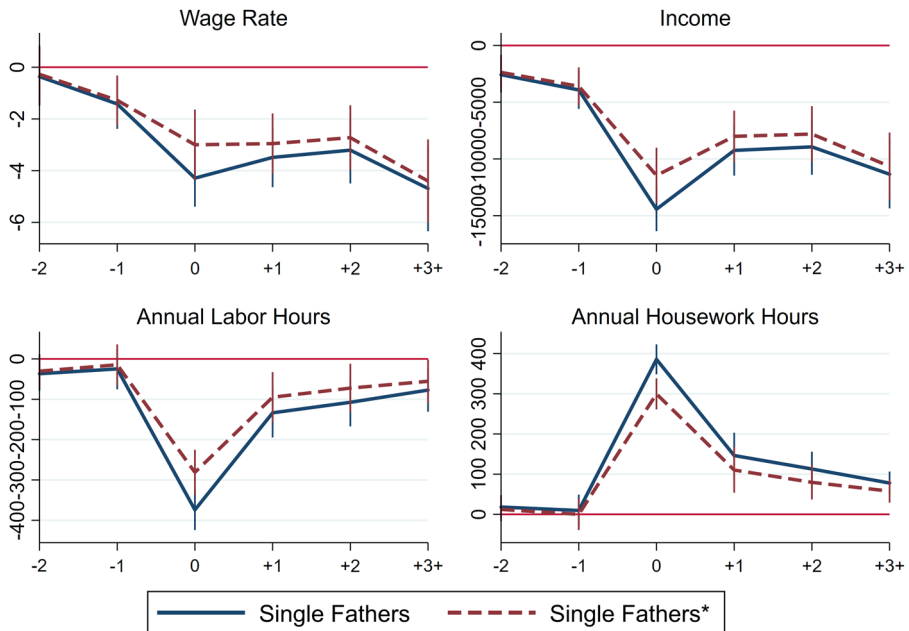 Wage Rate
0
-2
-4
-6
-2 -1 0 +1 +2 +3+
Income
0
-5000
-10000
-15000
-2 -1 0 +1 +2 +3+
Annual Labor Hours
0
-100
-200
-300
-400
-2 -1 0 +1 +2 +3+
Annual Housework Hours
400
300
200
100
0
-2 -1 0 +1 +2 +3+
Single Fathers Single Fathers*